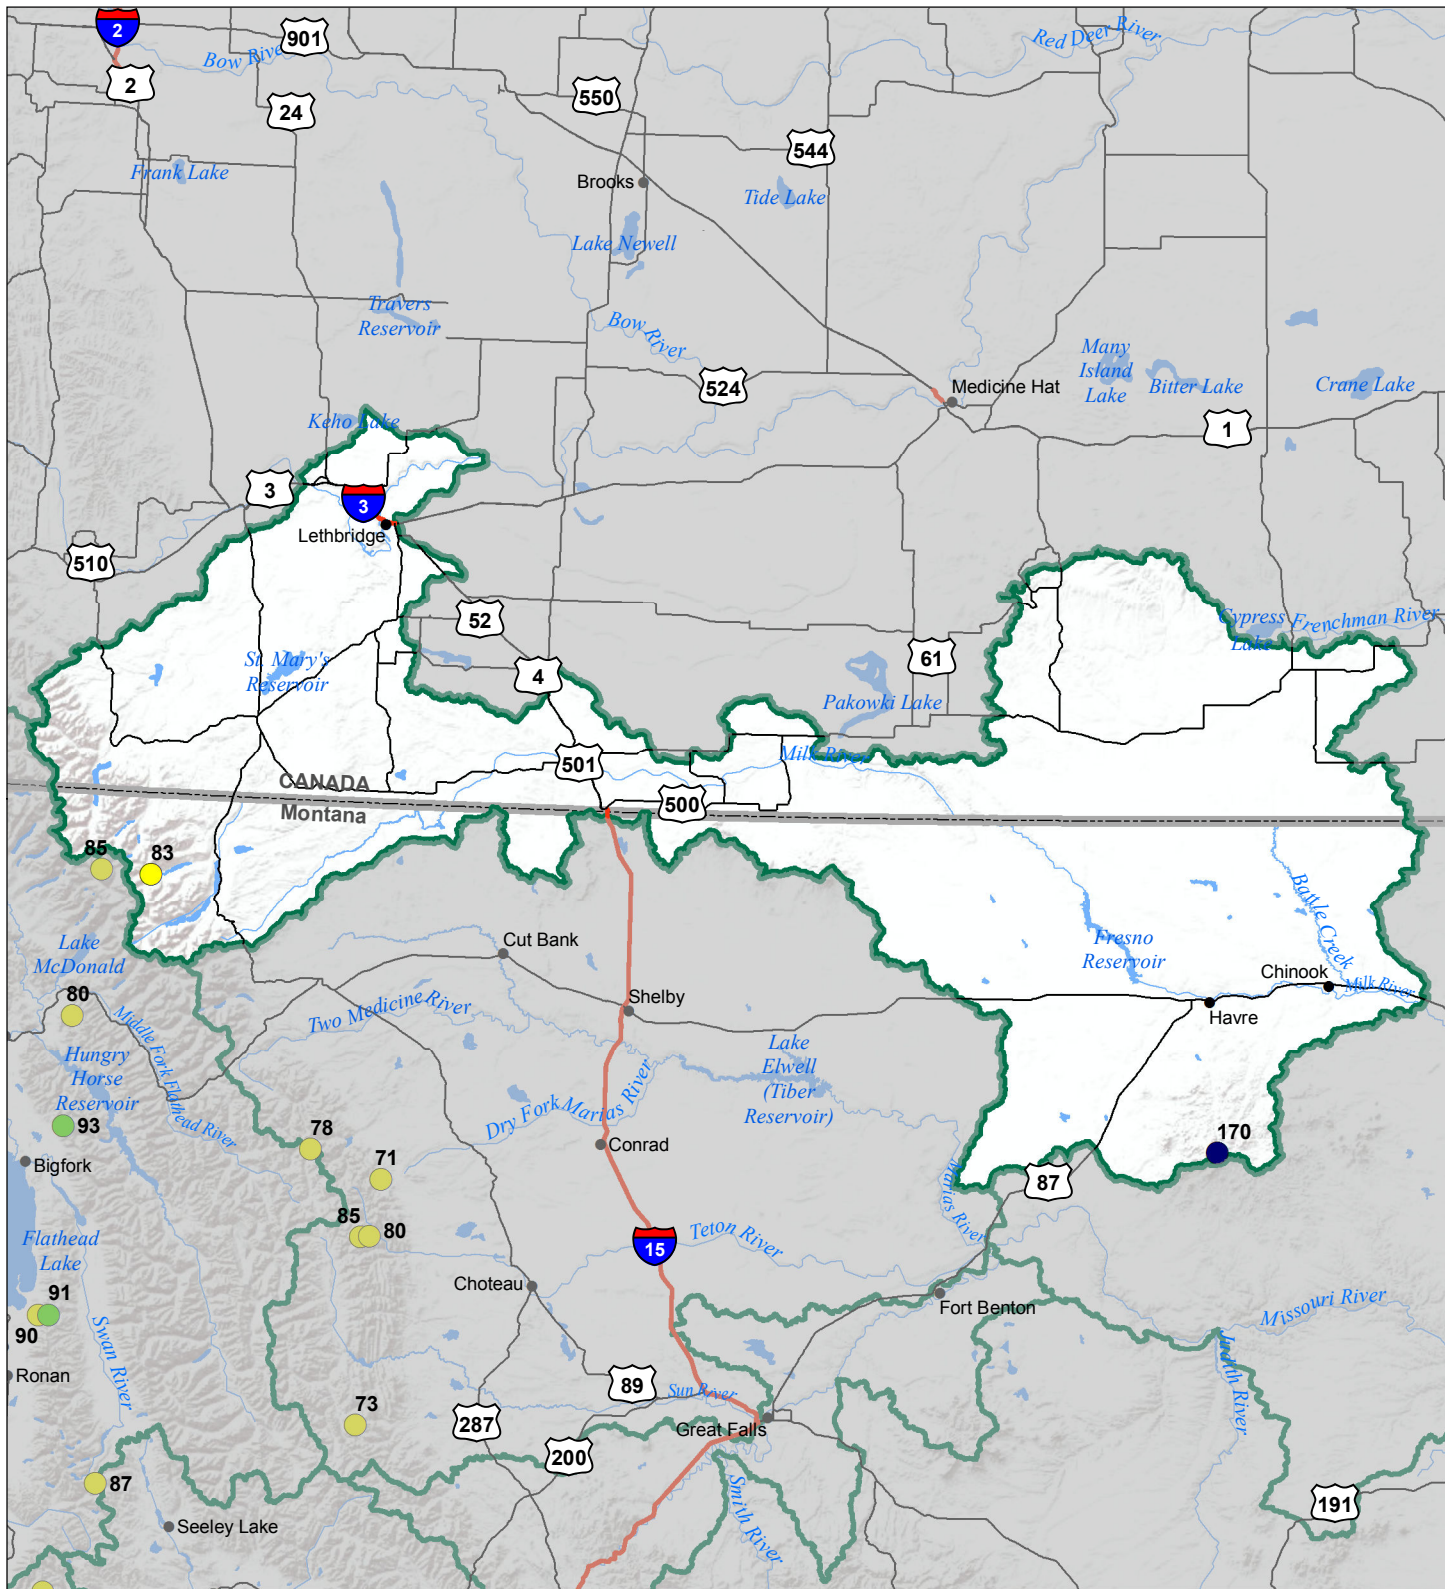 2
901
Bow River
Red Deer River
2
24
550
544
Frank Lake
Brooks
Tide Lake
Lake Newell
Travers
Reservoir
Bow River
524
Medicine Hat
Many
Island
Lake
Bitter Lake
Crane Lake
1
Keho Lake
3
3
Lethbridge
510
52
4
61
Cypress
Lake
Frenchman River
St. Mary's
Reservoir
Pakowki Lake
501
Milk River
CANADA
Montana
500
85
83
Battle Creek
Lake
McDonald
Cut Bank
Fresno
Reservoir
Chinook
Milk River
80
Shelby
Havre
Two Medicine River
Middle Fork Flathead River
Hungry
Horse
Reservoir
Lake
Elwell
(Tiber
Reservoir)
93
Dry Fork Marias River
78
Conrad
170
Bigfork
71
Marias River
87
85
80
Flathead
Lake
15
Teton River
Choteau
Fort Benton
Missouri River
91
90
Swan River
Judith River
Ronan
89
Sun River
73
287
Great Falls
200
87
Smith River
191
Seeley Lake